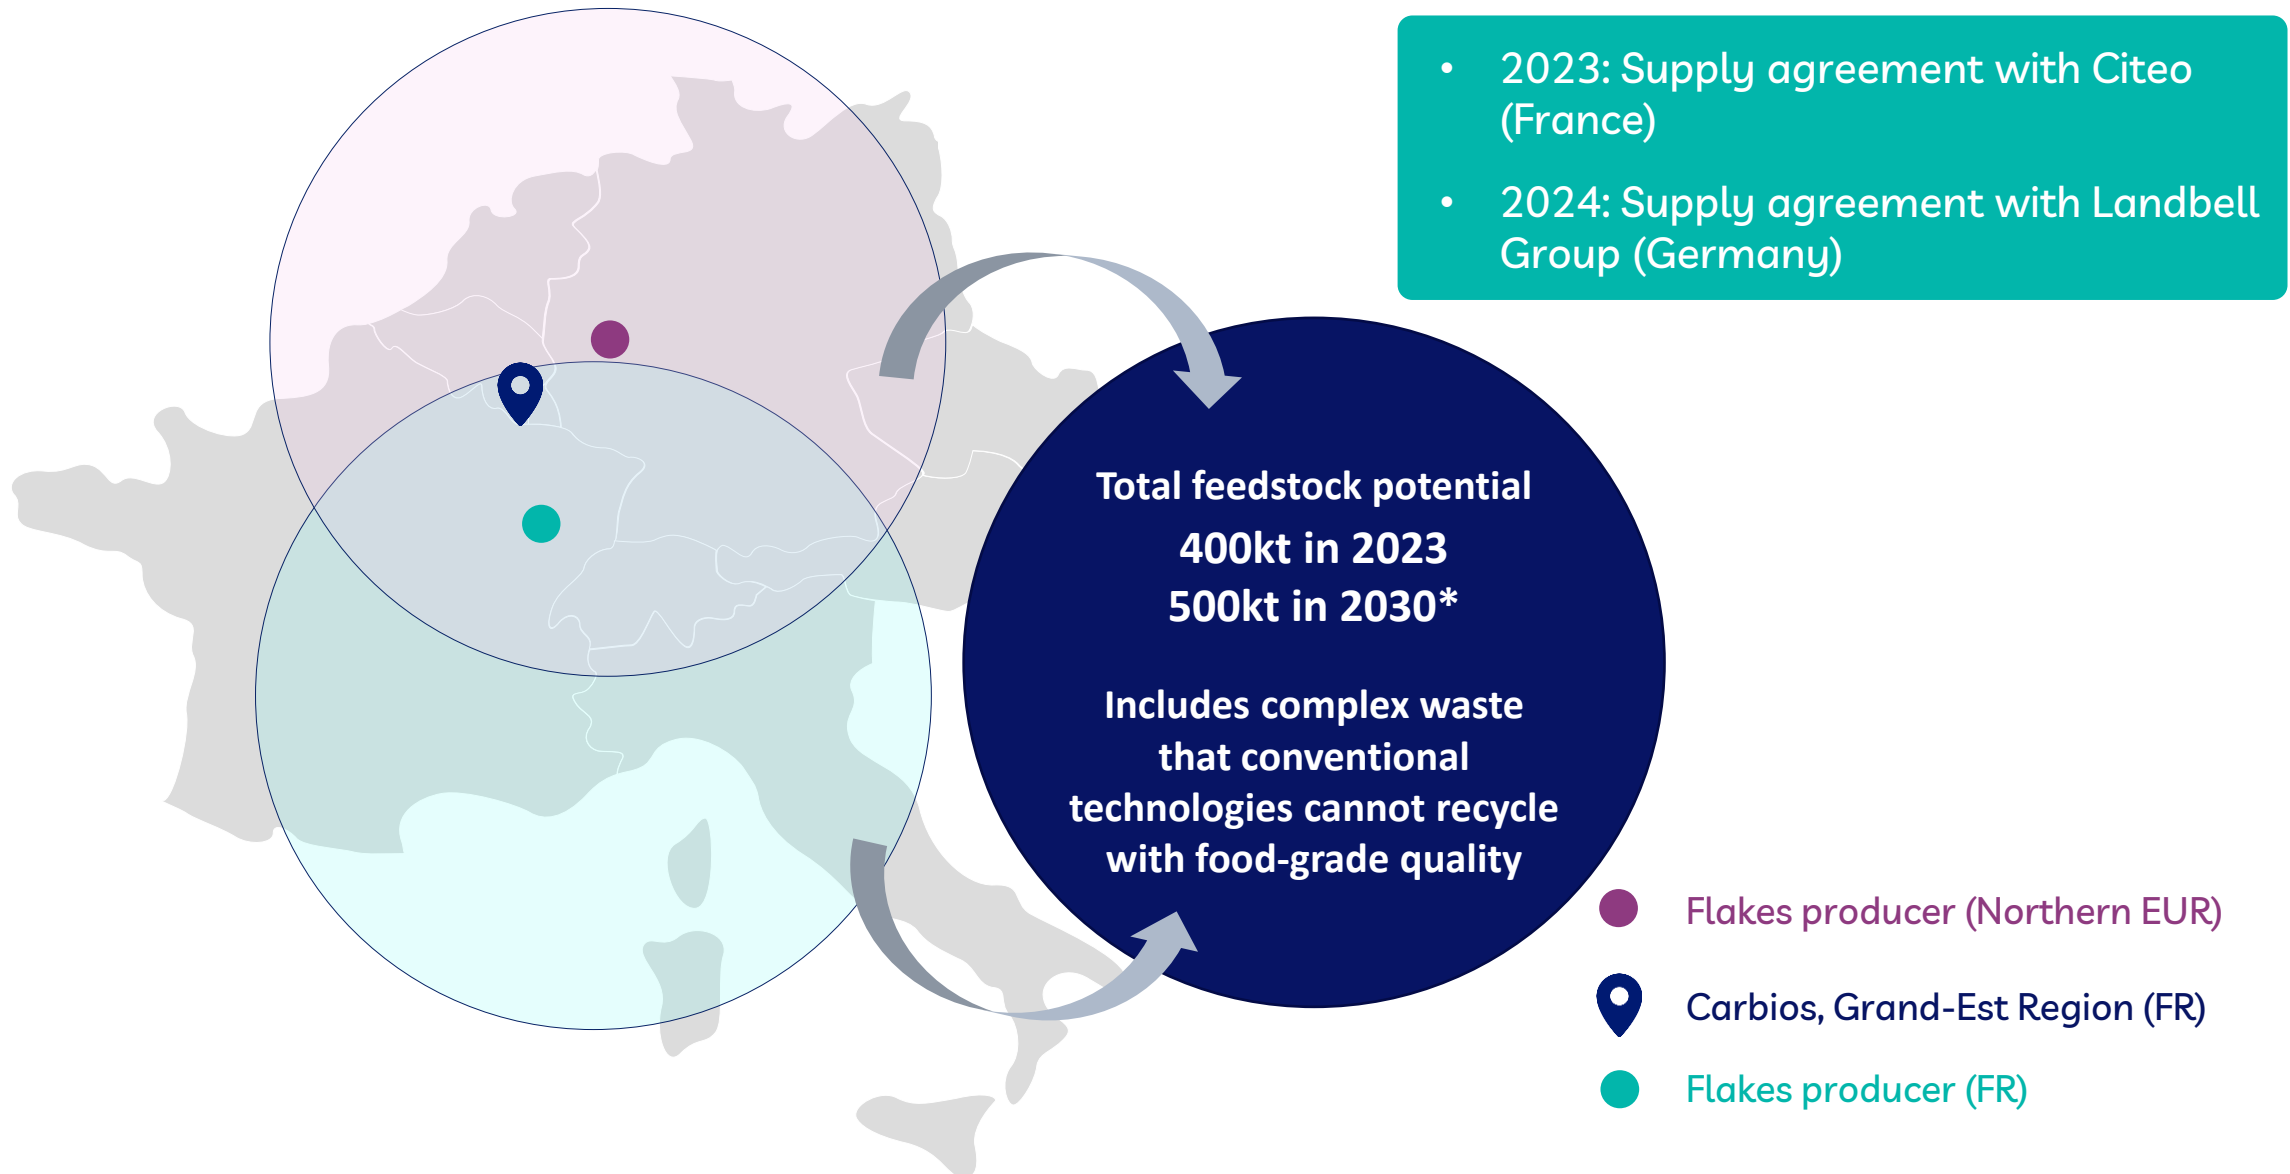 • 2023: Supply agreement with Citeo
(France)
• 2024: Supply agreement with Landbell
Group (Germany)
Total feedstock potential
400kt in 2023
500kt in 2030*
Includes complex waste
that conventional
technologies cannot recycle
with food-grade quality
Flakes producer (Northern EUR)
Carbios, Grand-Est Region (FR)
Flakes producer (FR)